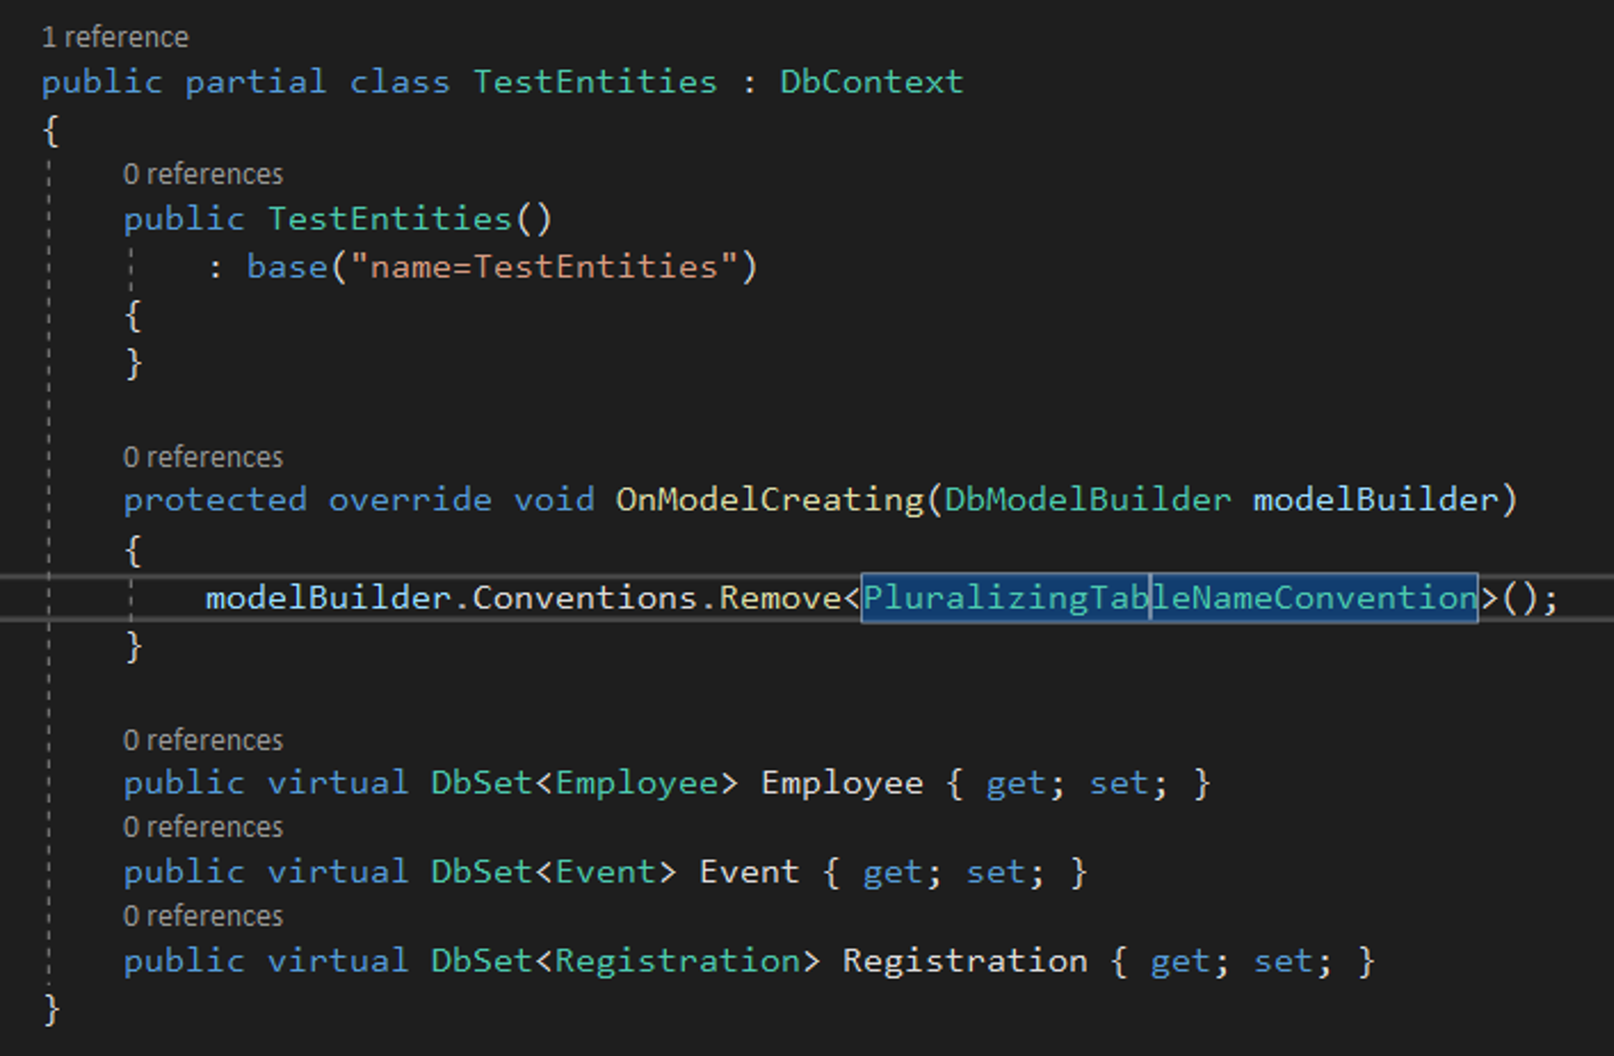 1 reference
public partial class TestEntities : DbContext
{
0 references
public TestEntities()
: base("name=TestEntities")
{
}
0 references
protected override void OnModelCreating(DbModelBuilder modelBuilder)
{
modelBuilder.Conventions.Remove<PluralizingTableNameConvention>();
}
0 references
public virtual DbSet<Employee> Employee { get; set; }
0 references
public virtual DbSet<Event> Event { get; set; }
0 references
public virtual DbSet<Registration> Registration { get; set; }
}